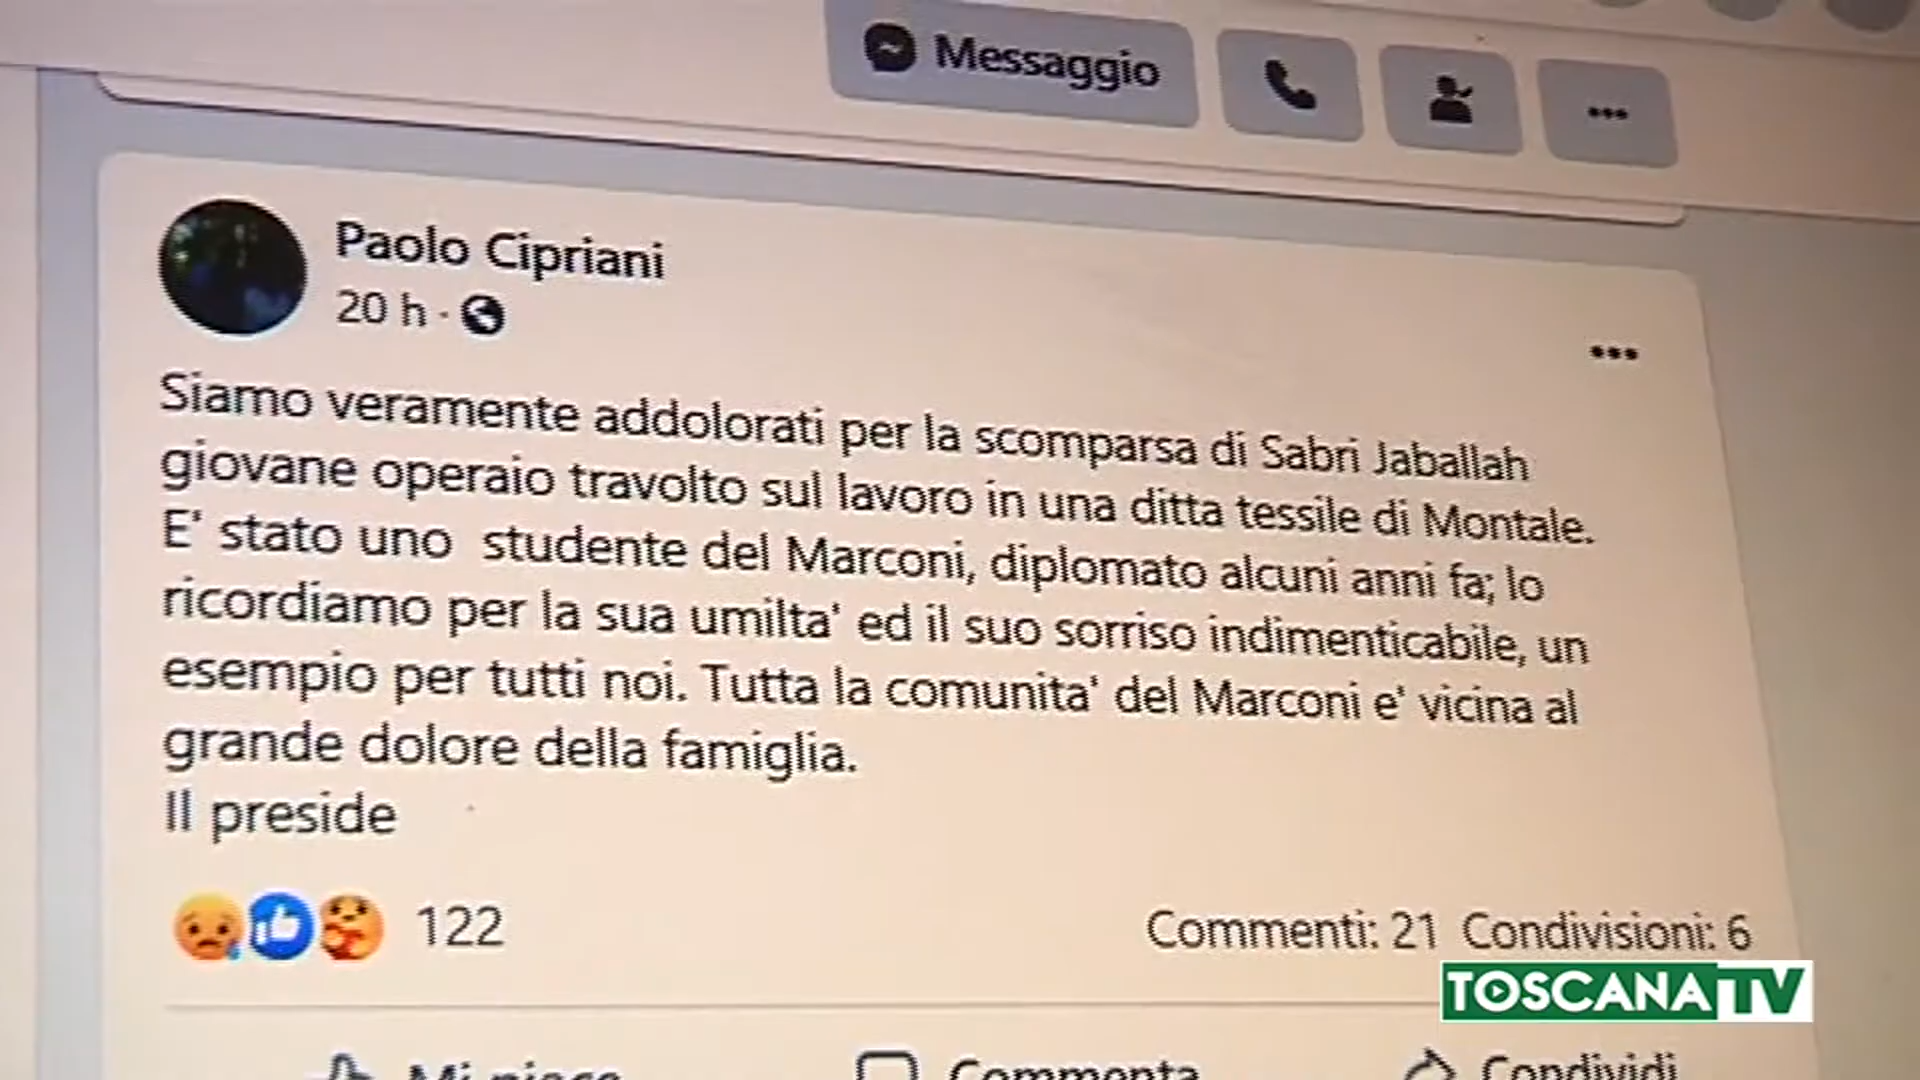 Messaggio
Paolo Cipriani
20 h ·
Siamo veramente addolorati per la scomparsa di Sabri Jaballah
giovane operaio travolto sul lavoro in una ditta tessile di Montale.
E' stato uno studente del Marconi, diplomato alcuni anni fa; lo
ricordiamo per la sua umilta' ed il suo sorriso indimenticabile, un
esempio per tutti noi. Tutta la comunita' del Marconi e' vicina al
grande dolore della famiglia.
Il preside
122
Commenti: 21 Condivisioni: 6
TOSCANA TV
Mi piace
Commenta
Condividi